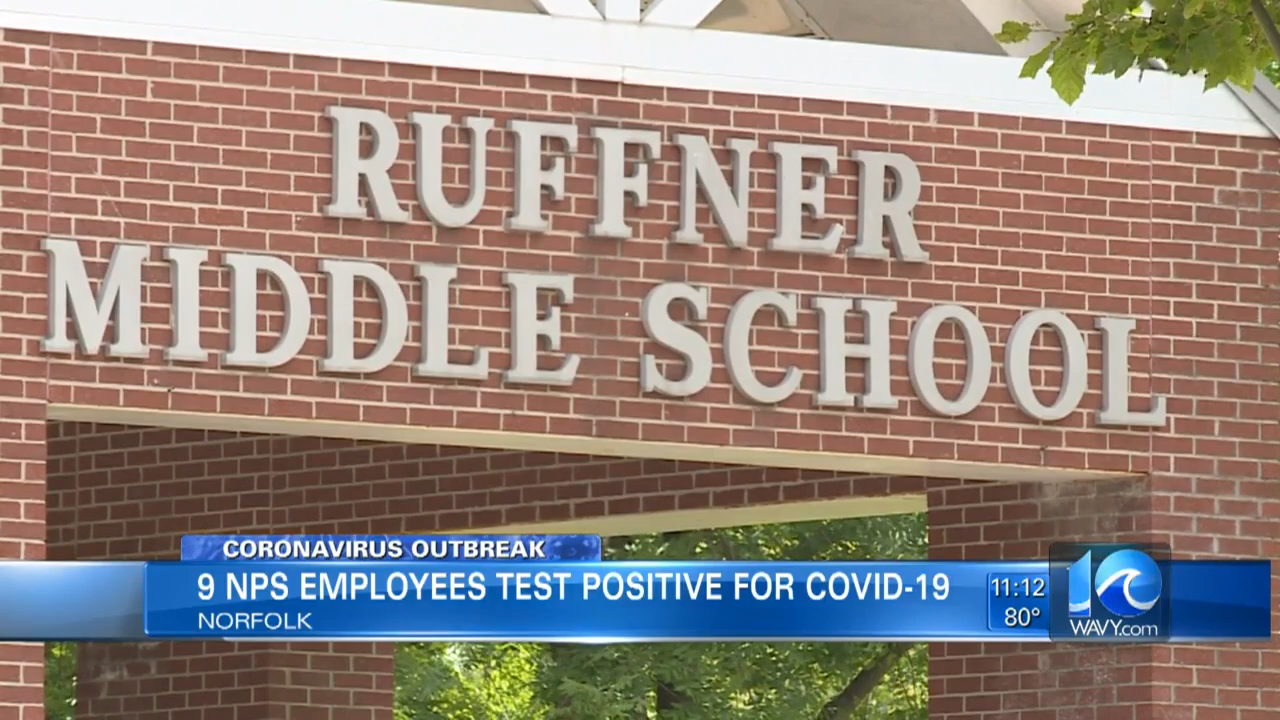 RUFFNER
MIDDLE SCHOOL
CORONAVIRUS OUTBREAK
9 NPS EMPLOYEES TEST POSITIVE FOR COVID-19
NORFOLK
11:12
80°
10
WAVY.com